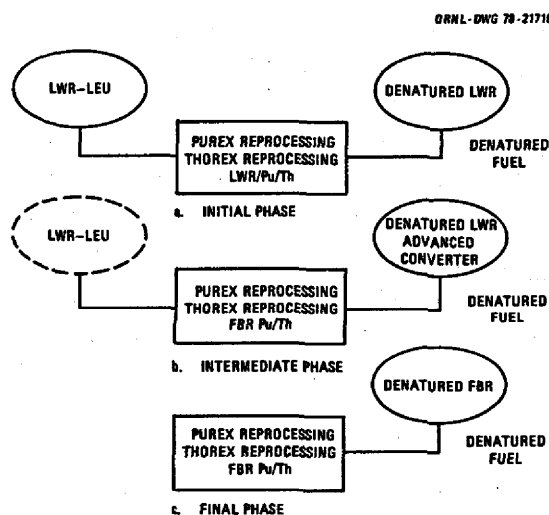 ORNL-DWG 78-21718
LWR-LEU
DENATURED LWR
PUREX REPROCESSING
THOREX REPROCESSING
LWR/Pu/Th
DENATURED
FUEL
a. INITIAL PHASE
LWR-LEU
DENATURED LWR
ADVANCED
CONVERTER
PUREX REPROCESSING
THOREX REPROCESSING
FBR Pu/Th
DENATURED
FUEL
b. INTERMEDIATE PHASE
DENATURED FBR
PUREX REPROCESSING
THOREX REPROCESSING
FBR Pu/Th
DENATURED
FUEL
c. FINAL PHASE